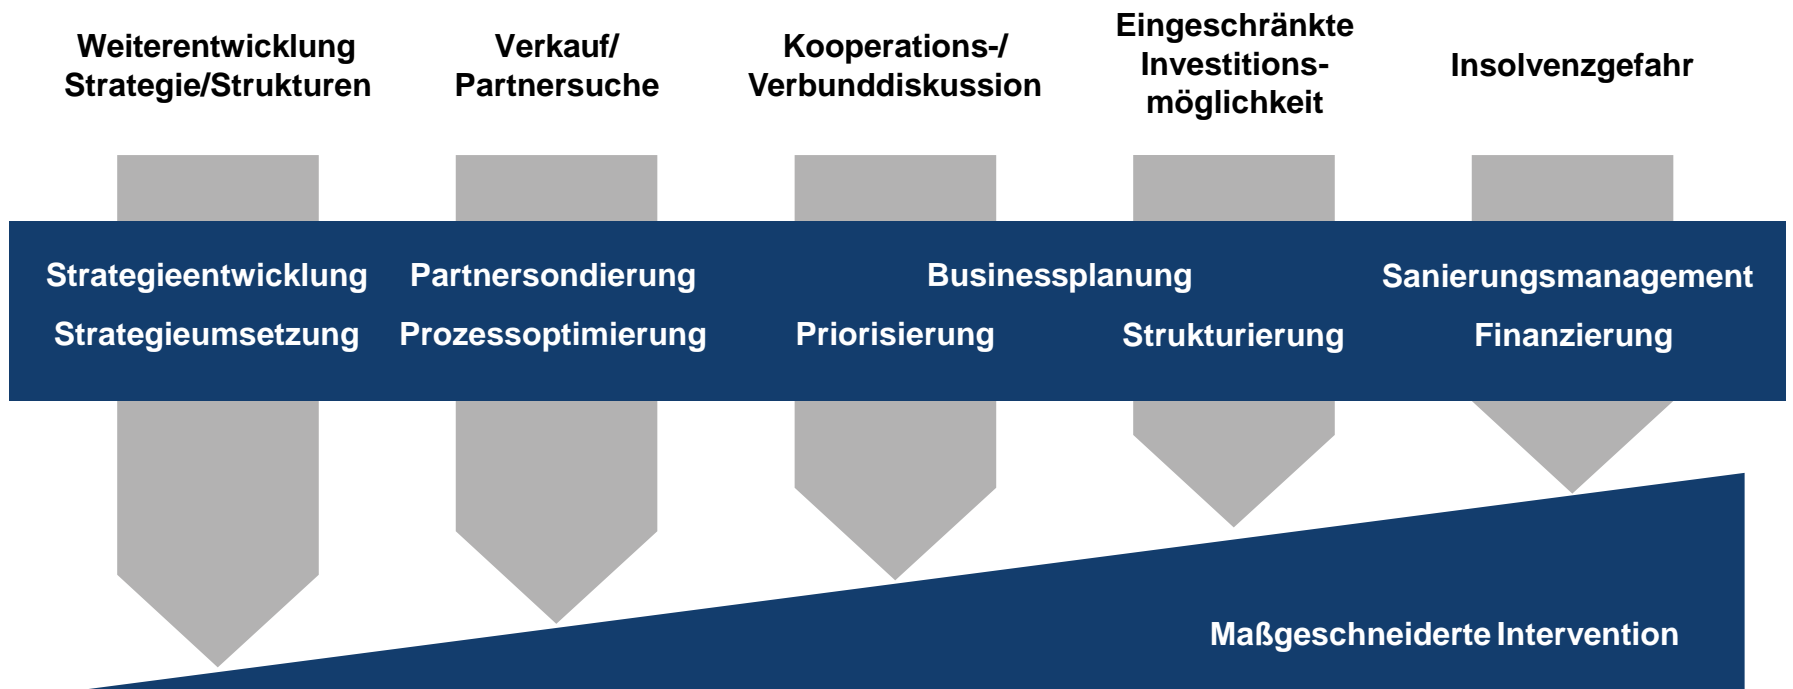 Weiterentwicklung
Strategie/Strukturen
Verkauf/
Partnersuche
Kooperations-/
Verbunddiskussion
Eingeschränkte
Investitions-
möglichkeit
Insolvenzgefahr
Strategieentwicklung
Partnersondierung
Businessplanung
Sanierungsmanagement
Strategieumsetzung
Prozessoptimierung
Priorisierung
Strukturierung
Finanzierung
Maßgeschneiderte Intervention